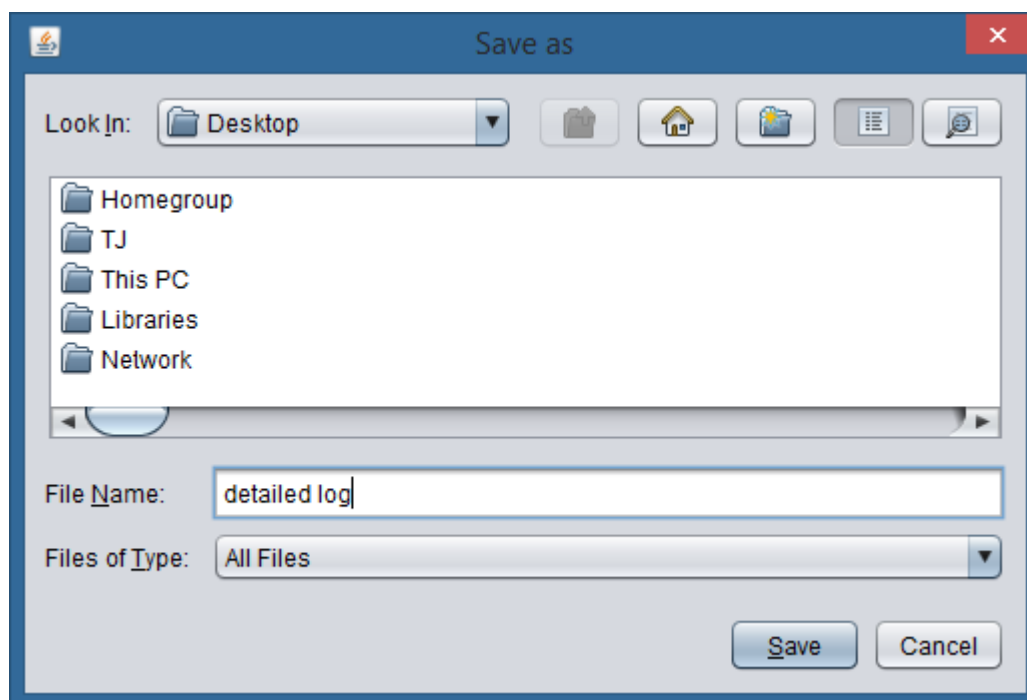 Save as
Look In: Desktop
Homegroup
TJ
This PC
Libraries
Network
File Name: detailed log
Files of Type: All Files
Save Cancel